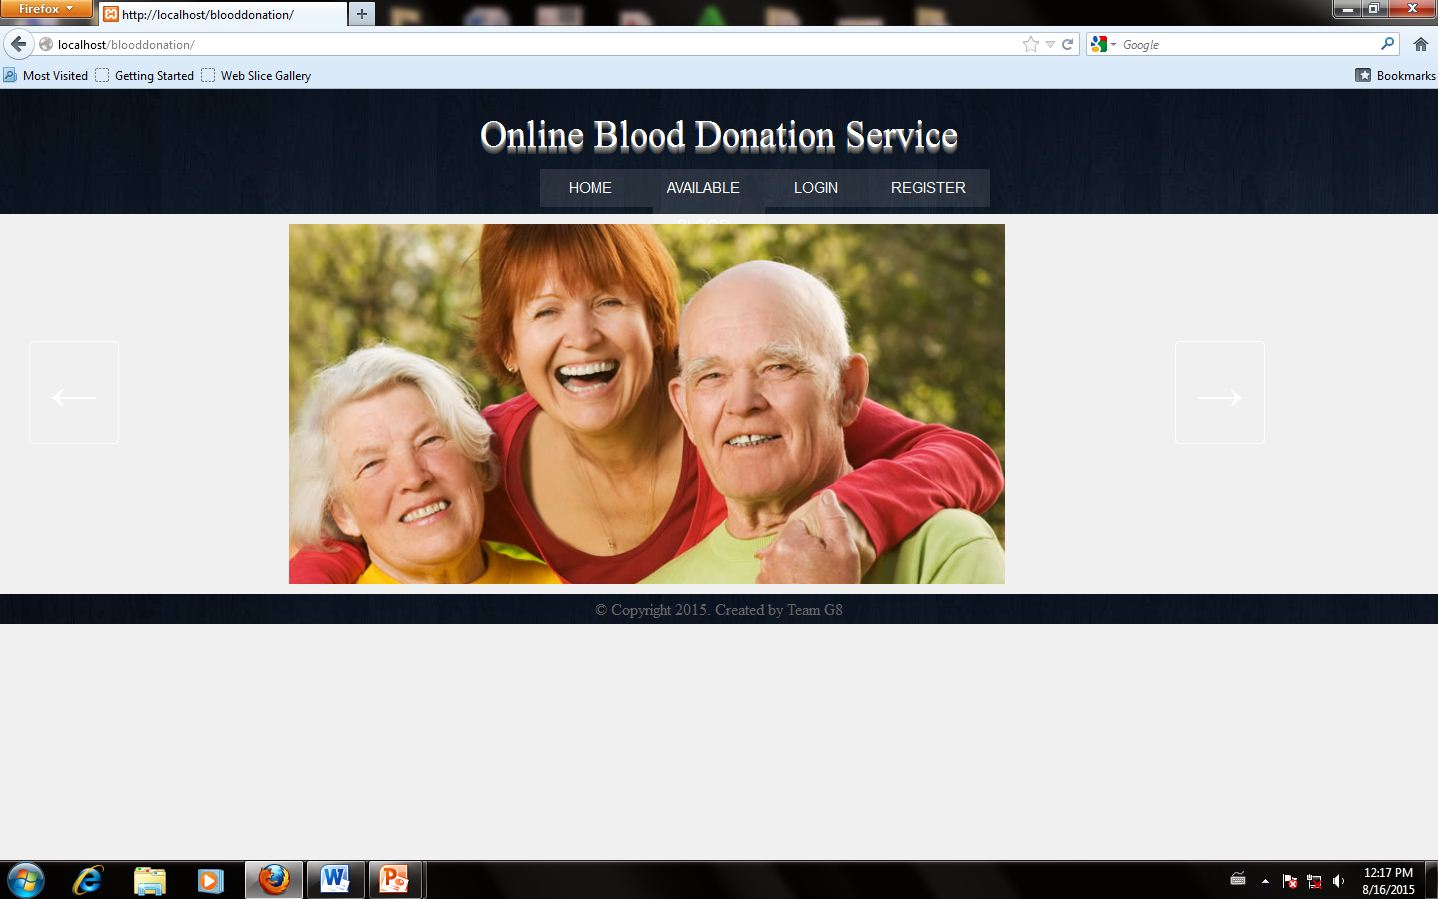 Firefox
http://localhost/blooddonation/
localhost/blooddonation/
Google
Most Visited
Getting Started
Web Slice Gallery
Bookmarks
Online Blood Donation Service
HOME
AVAILABLE
BLOOD
LOGIN
REGISTER
←
→
© Copyright 2015. Created by Team G8
12:17 PM
8/16/2015